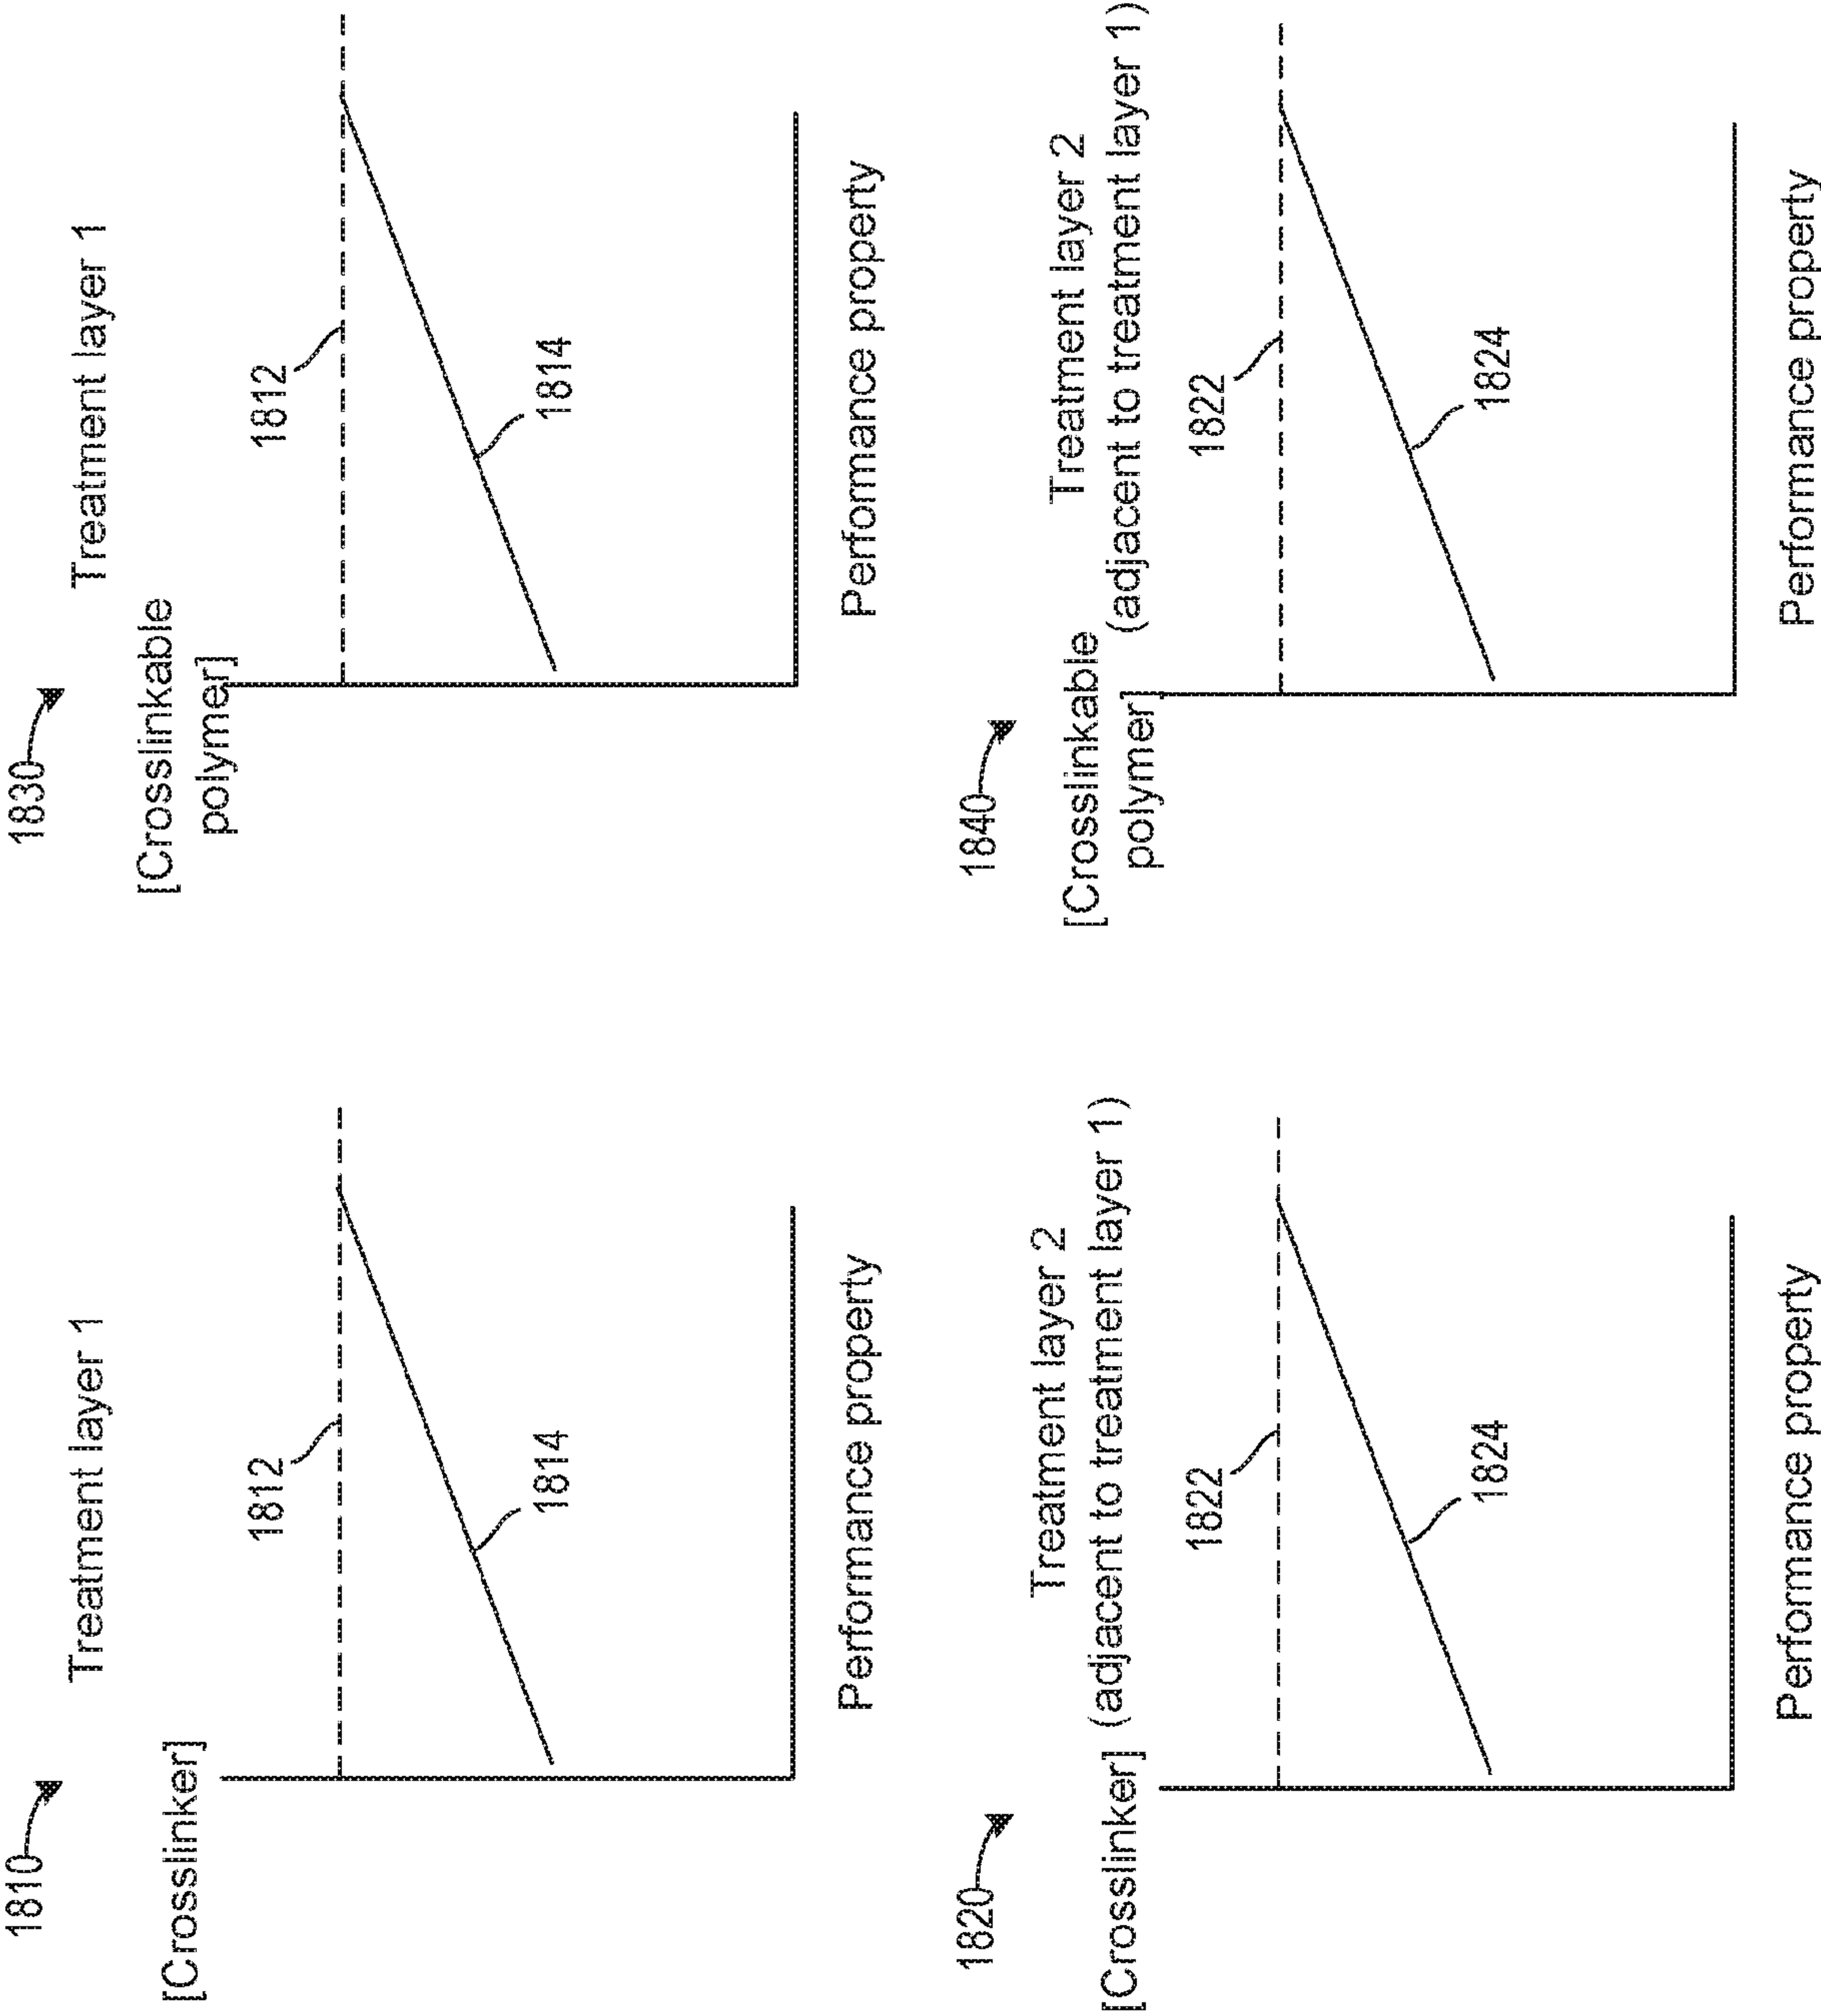 1810
Treatment layer 1
[Crosslinker]
1812
1814
Performance property
1830
Treatment layer 1
[Crosslinkable
polymer]
1812
1814
Performance property
1820
Treatment layer 2
[Crosslinker] (adjacent to treatment layer 1)
1822
1824
Performance property
1840
Treatment layer 2
[Crosslinkable
(adjacent to treatment layer 1)
polymer]
1822
1824
Performance property